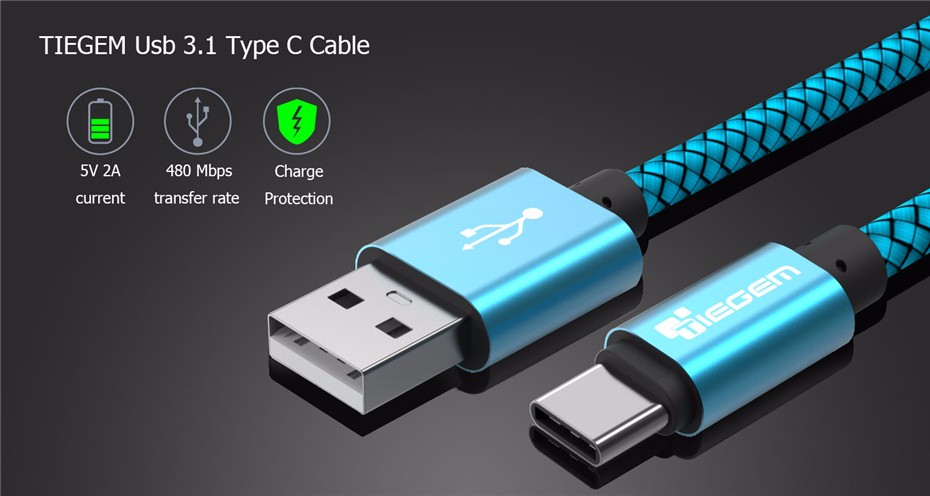 TIEGEM Usb 3.1 Type C Cable
5V 2A
current
480 Mbps
transfer rate
Charge
Protection
TIEGEM